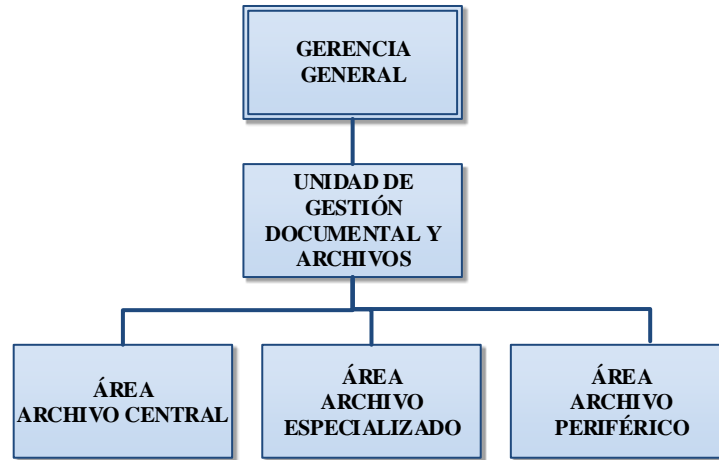 GERENCIA
GENERAL
UNIDAD DE
GESTIÓN
DOCUMENTAL Y
ARCHIVOS
ÁREA
ARCHIVO CENTRAL
ÁREA
ARCHIVO
ESPECIALIZADO
ÁREA
ARCHIVO
PERIFÉRICO